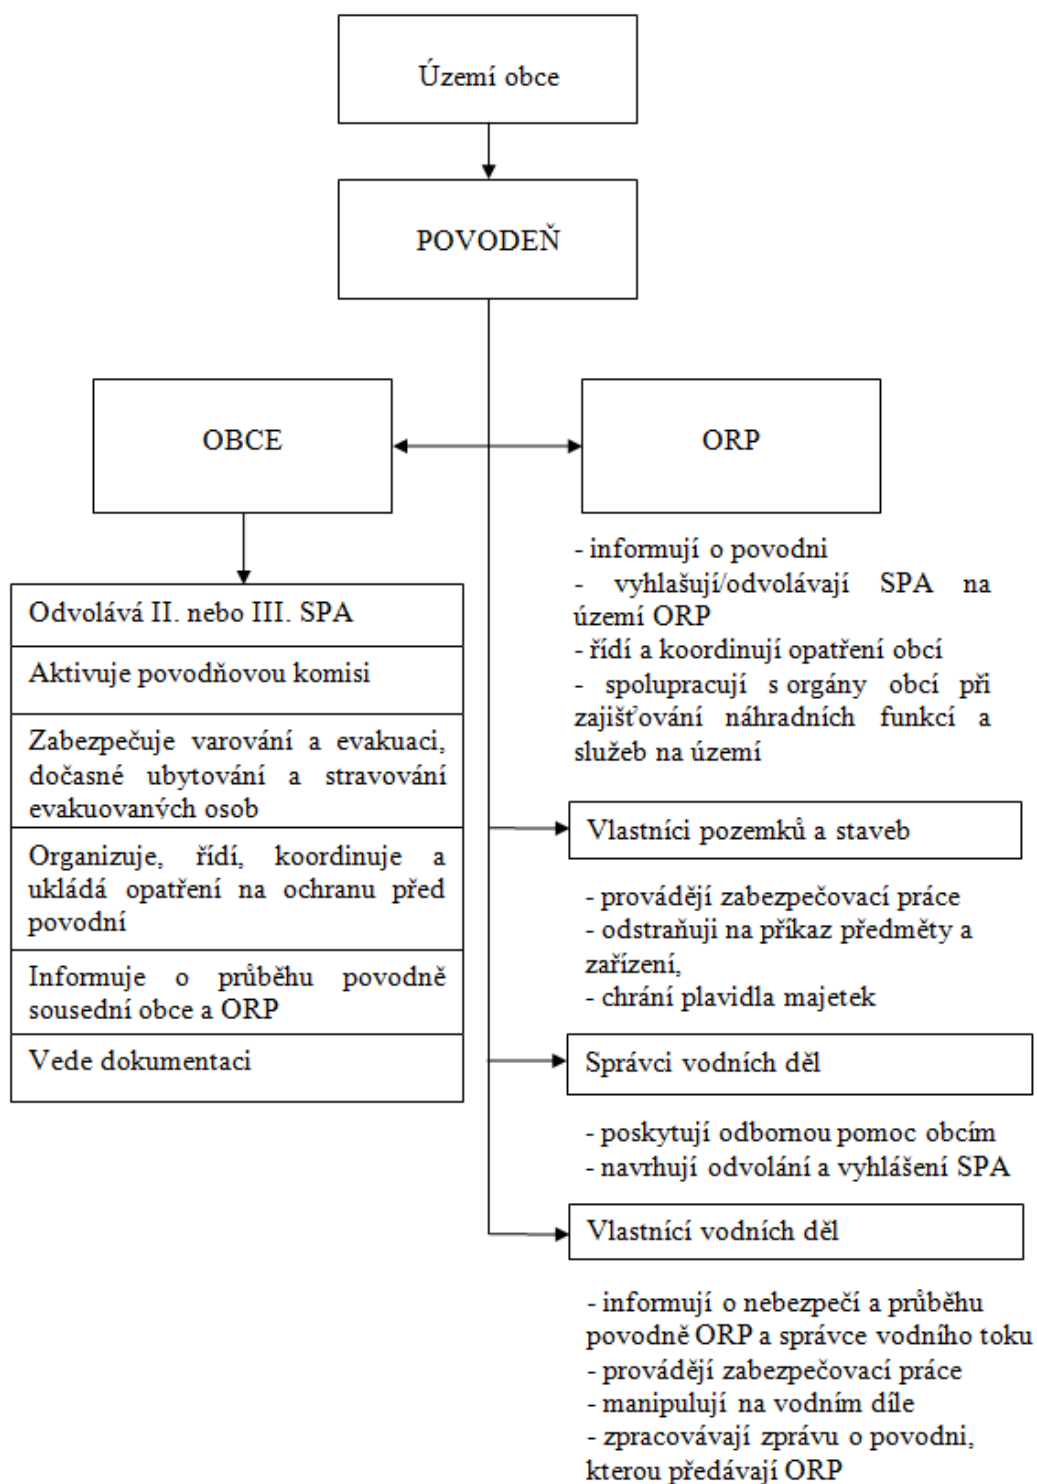 Území obce
POVODEŇ
OBCE
ORP
Odvolává II. nebo III. SPA
Aktivuje povodňovou komisi
Zabezpečuje varování a evakuaci,
dočasné ubytování a stravování
evakuovaných osob
Organizuje, řídí, koordinuje a
ukládá opatření na ochranu před
povodní
Informuje o průběhu povodně
sousední obce a ORP
Vede dokumentaci
- informují o povodni
- vyhlašují/odvolávají SPA na
území ORP
- řídí a koordinují opatření obcí
- spolupracují s orgány obcí při
zajišťování náhradních funkcí a
služeb na území
Vlastníci pozemků a staveb
- provádějí zabezpečovací práce
- odstraňuji na příkaz předměty a
zařízení,
- chrání plavidla majetek
Správci vodních děl
- poskytují odbornou pomoc obcím
- navrhují odvolání a vyhlášení SPA
Vlastnící vodních děl
- informují o nebezpečí a průběhu
povodně ORP a správce vodního toku
- provádějí zabezpečovací práce
- manipulují na vodním díle
- zpracovávají zprávu o povodni,
kterou předávají ORP